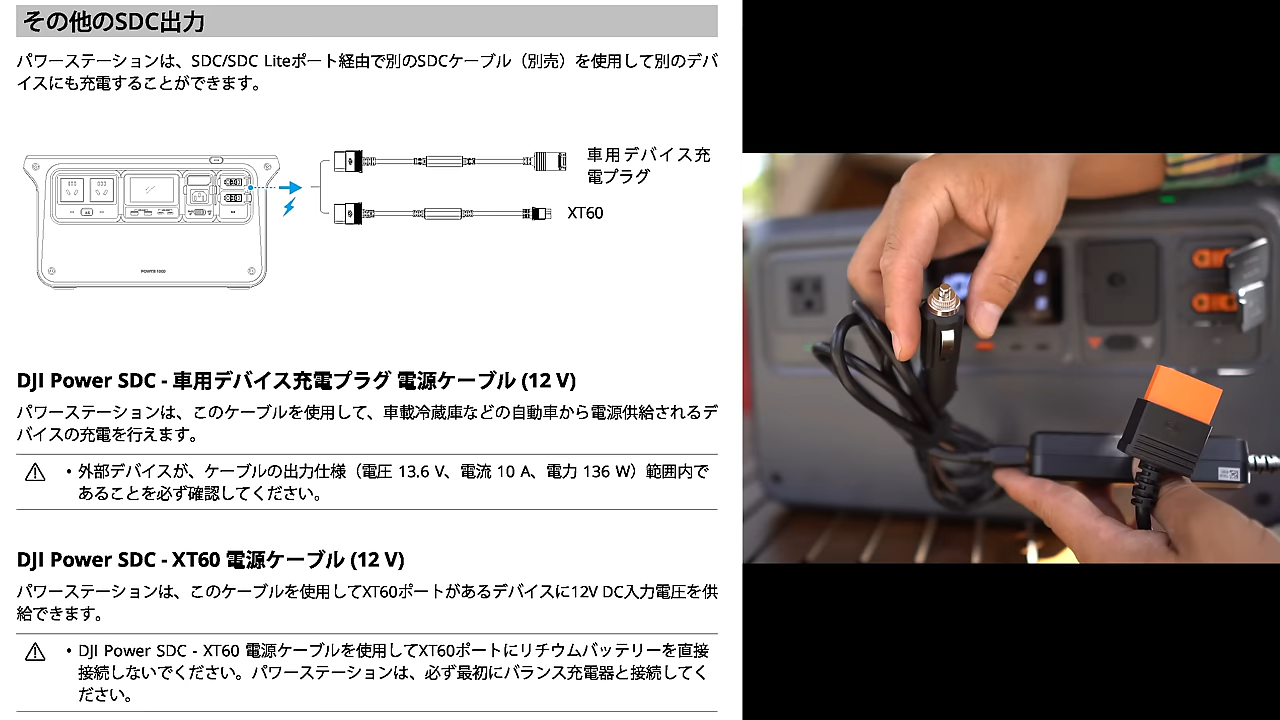 その他のSDC出力
パワーステーションは、SDC/SDC Liteポート経由で別のSDCケーブル（別売）を使用して別のデバ
イスにも充電することができます。
車用デバイス充
電プラグ
XT60
POWER 1000
DJI Power SDC - 車用デバイス充電プラグ 電源ケーブル (12 V)
パワーステーションは、このケーブルを使用して、車載冷蔵庫などの自動車から電源供給されるデ
バイスの充電を行えます。
• 外部デバイスが、ケーブルの出力仕様（電圧 13.6 V、電流 10 A、電力 136 W）範囲内で
あることを必ず確認してください。
DJI Power SDC - XT60 電源ケーブル (12 V)
パワーステーションは、このケーブルを使用してXT60ポートがあるデバイスに12V DC入力電圧を供
給できます。
• DJI Power SDC - XT60 電源ケーブルを使用してXT60ポートにリチウムバッテリーを直接
接続しないでください。パワーステーションは、必ず最初にバランス充電器と接続してく
ださい。